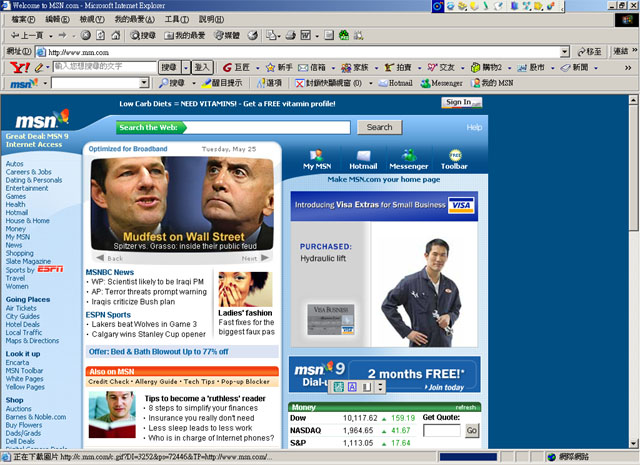 Welcome to MSN.com - Microsoft Internet Explorer
檔案(F) 編輯(E) 檢視(V) 我的最愛(A) 工具(T) 說明(H)
上一頁 搜尋 我的最愛 媒體
網址(D) http://www.msn.com 移至 連結
Y! 輸入您想搜尋的文字 搜尋 登入 巨匠 新手 信箱 家族 拍賣 交友 購物 股市 新聞
msn 搜尋 醒目提示 選項 封鎖快顯視窗 (0) Hotmail Messenger 我的 MSN
Low Carb Diets = NEED VITAMINS! - Get a FREE vitamin profile!
Sign In
msn
Search the Web:
Search
Help
Great Deal: MSN 9
Internet Access
Autos
Careers & Jobs
Dating & Personals
Entertainment
Games
Health
Hotmail
House & Home
Money
My MSN
News
Shopping
Slate Magazine
Sports by ESPN
Travel
Women
Going Places
Air Tickets
City Guides
Hotel Deals
Local Traffic
Maps & Directions
Look it up
Encarta
MSN Toolbar
White Pages
Yellow Pages
Shop
Auctions
Barnes & Noble.com
Buy Flowers
Dads/Grads
Dell Deals
Optimized for Broadband
Tuesday, May 25
Mudfest on Wall Street
Spitzer vs. Grasso: inside their public feud
Back
Next
MSNBC News
WP: Scientist likely to be Iraqi PM
AP: Terror threats prompt warning
Iraqis criticize Bush plan
ESPN Sports
Lakers beat Wolves in Game 3
Calgary wins Stanley Cup opener
Ladies' fashion
Fast fixes for the
biggest faux pas
Offer: Bed & Bath Blowout Up to 77% off
Also on MSN
Credit Check • Allergy Guide • Tech Tips • Pop-up Blocker
Tips to become a 'ruthless' reader
8 steps to simplify your finances
Insurance you really don't need
Less sleep leads to less work
Who is in charge of Internet phones?
My MSN
Hotmail
Messenger
FREE
Toolbar
Make MSN.com your home page
Introducing Visa Extras for Small Business
VISA
PURCHASED:
Hydraulic lift
VISA BUSINESS
msn 9
Dial-
2 months FREE!*
Join today
Money
refresh
Dow 10,117.62 159.19
NASDAQ 1,964.65 41.67
S&P 1,113.05 17.64
Get Quote:
Go
正在下載圖片 http://c.msn.com/c.gif?DI=3252&ps=72446&TP=http://www.msn.com/...
網際網路